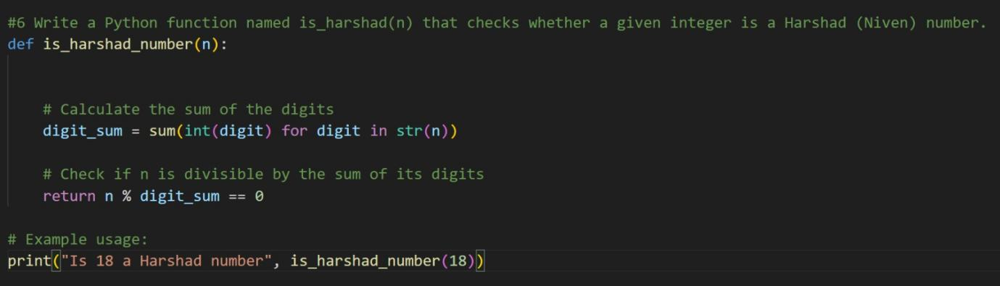 #6 Write a Python function named is_harshad(n) that checks whether a given integer is a Harshad (Niven) number.
def is_harshad_number(n):
    # Calculate the sum of the digits
    digit_sum = sum(int(digit) for digit in str(n))
    # Check if n is divisible by the sum of its digits
    return n % digit_sum == 0
# Example usage:
print("Is 18 a Harshad number", is_harshad_number(18))